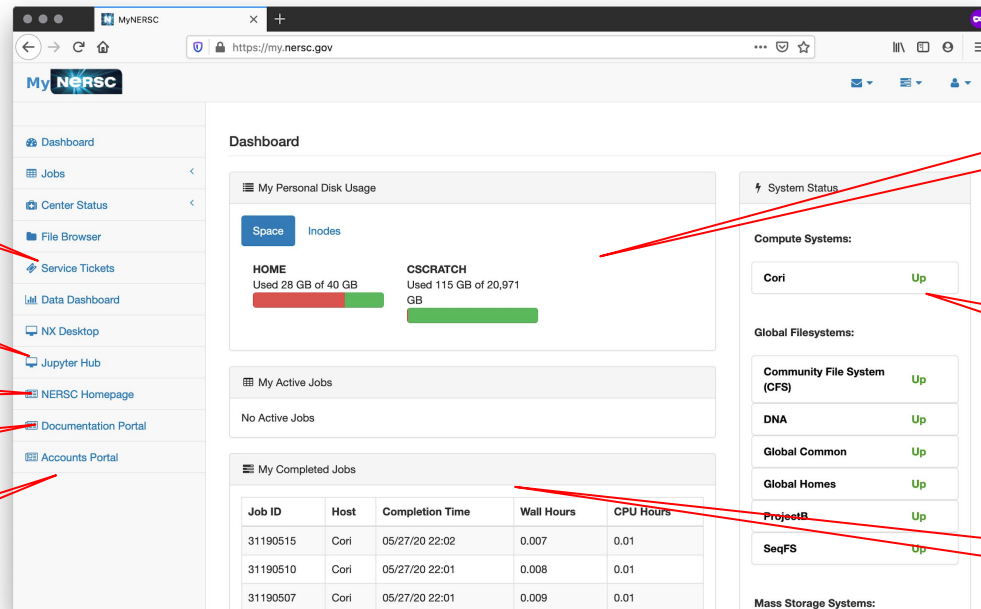 MyNERSC
https://my.nersc.gov
My NERSC
Dashboard
Jobs
Center Status
File Browser
Service Tickets
Data Dashboard
NX Desktop
Jupyter Hub
NERSC Homepage
Documentation Portal
Accounts Portal
Dashboard
My Personal Disk Usage
Space Inodes
HOME
Used 28 GB of 40 GB
CSCRATCH
Used 115 GB of 20,971
GB
My Active Jobs
No Active Jobs
My Completed Jobs
Job ID Host Completion Time Wall Hours CPU Hours
31190515 Cori 05/27/20 22:02 0.007 0.01
31190510 Cori 05/27/20 22:01 0.008 0.01
31190507 Cori 05/27/20 22:01 0.009 0.01
System Status
Compute Systems:
Cori Up
Global Filesystems:
Community File System
(CFS) Up
DNA Up
Global Common Up
Global Homes Up
ProjectB Up
SeqFS Up
Mass Storage Systems: